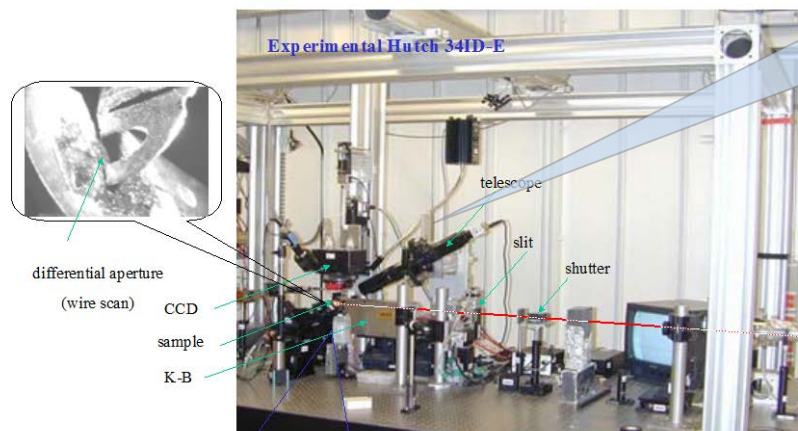 Experimental Hutch 34ID-E
telescope
slit
shutter
differential aperture
(wire scan)
CCD
sample
K-B